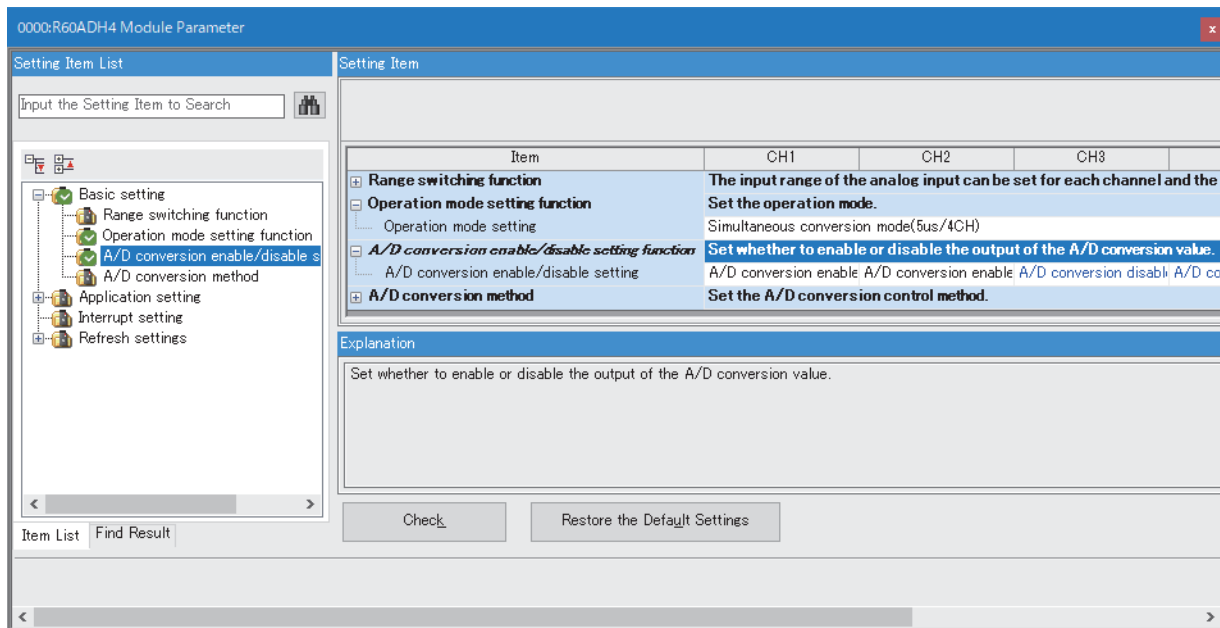 0000:R60ADH4 Module Parameter
x
Setting Item List
Setting Item
Input the Setting Item to Search
Item CH1 CH2 CH3
Range switching function The input range of the analog input can be set for each channel and the
Operation mode setting function Set the operation mode.
Operation mode setting Simultaneous conversion mode(5us/4CH)
A/D conversion enable/disable setting function Set whether to enable or disable the output of the A/D conversion value.
A/D conversion enable/disable setting A/D conversion enable A/D conversion enable A/D conversion disabl A/D co
A/D conversion method Set the A/D conversion control method.
Basic setting
Range switching function
Operation mode setting function
A/D conversion enable/disable s
A/D conversion method
Application setting
Interrupt setting
Refresh settings
Explanation
Set whether to enable or disable the output of the A/D conversion value.
Item List Find Result
Check Restore the Default Settings